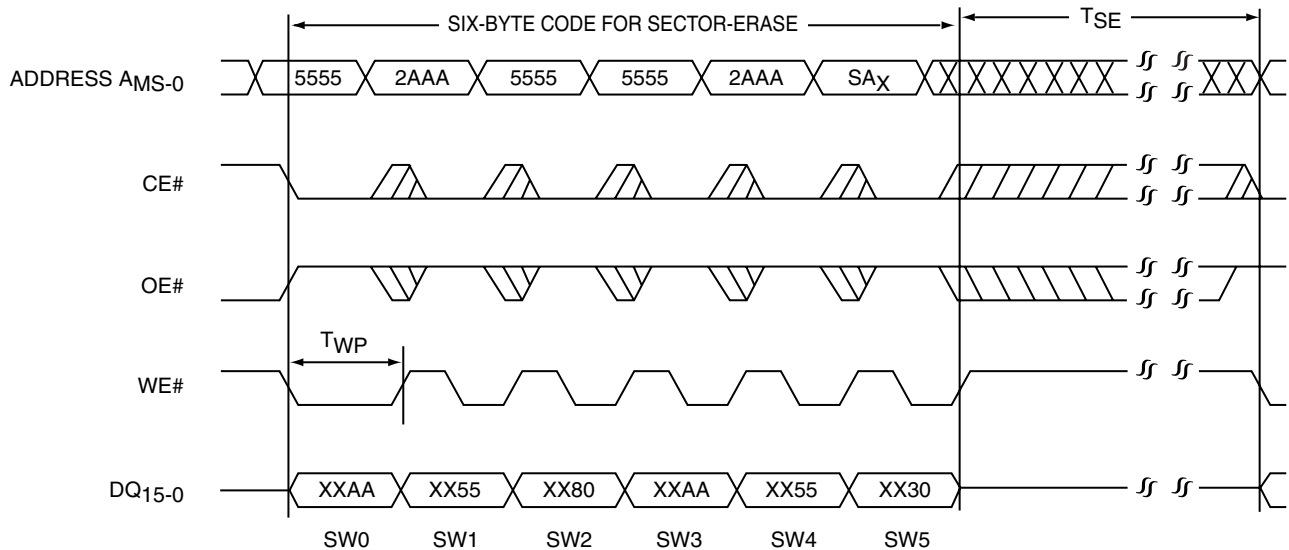 SIX-BYTE CODE FOR SECTOR-ERASE TSE
ADDRESS AMS-0 5555 2AAA 5555 5555 2AAA SAX
CE#
OE#
TWP
WE#
DQ15-0 XXAA XX55 XX80 XXAA XX55 XX30
SW0 SW1 SW2 SW3 SW4 SW5